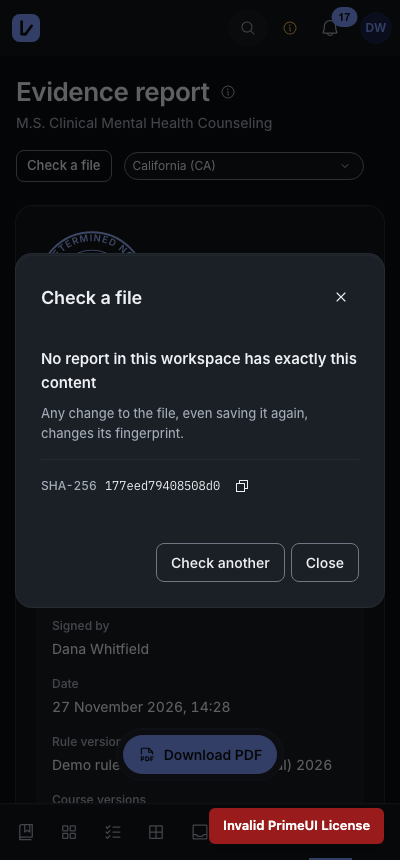 17
DW
Evidence report
M.S. Clinical Mental Health Counseling
Check a file
California (CA)
Check a file
No report in this workspace has exactly this
content
Any change to the file, even saving it again,
changes its fingerprint.
SHA-256 177eed79408508d0
Check another
Close
Signed by
Dana Whitfield
Date
27 November 2026, 14:28
Rule version
Demo rule
2026
PDF
Download PDF
Course versions
Invalid PrimeUI License